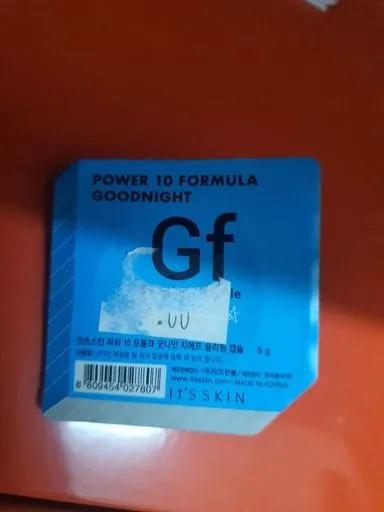 POWER 10 FORMULA
GOODNIGHT
Gf
.00
잇츠스킨 파워 10 포뮬라 굿나잇 지에프 슬리핑 캡슐 5 g
www.itsskin.com MADE IN KOREA
8 809454 027807
It'S SKIN